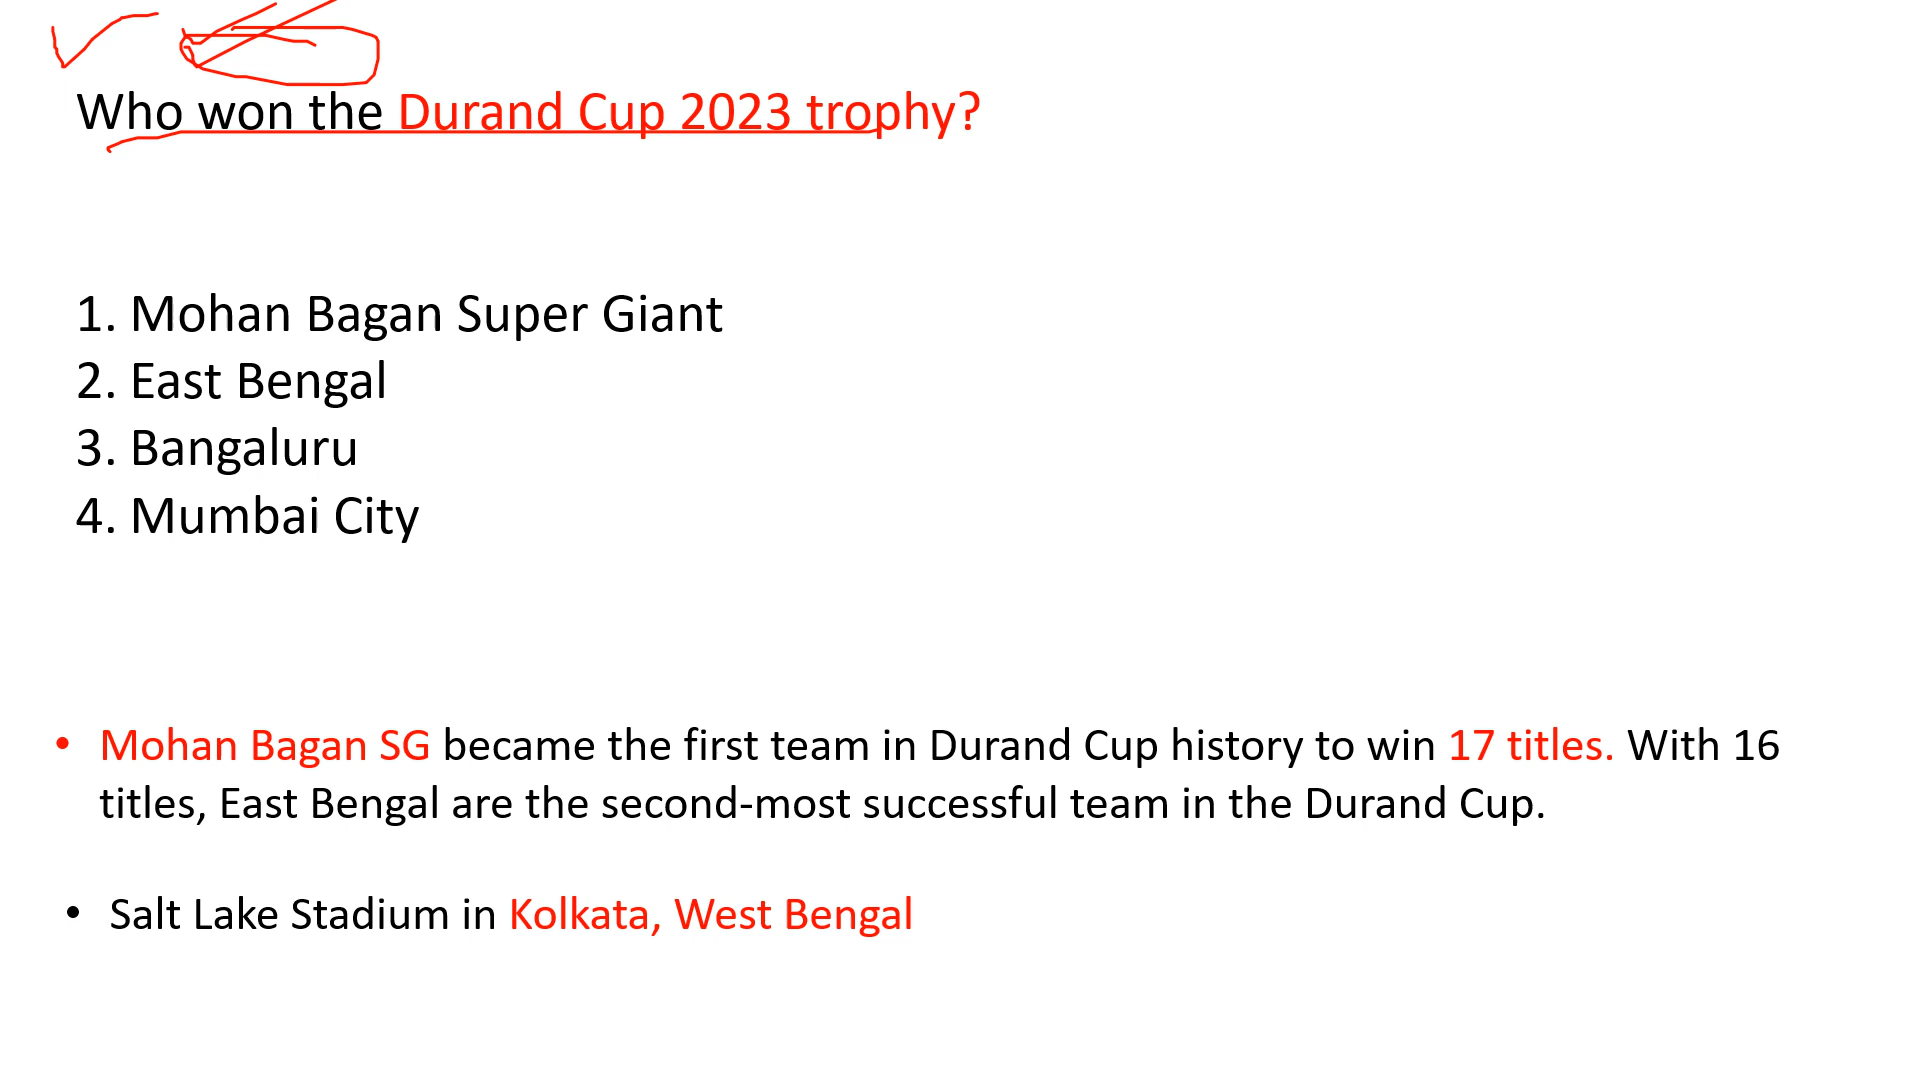 Who won the Durand Cup 2023 trophy?
1. Mohan Bagan Super Giant
2. East Bengal
3. Bangaluru
4. Mumbai City
• Mohan Bagan SG became the first team in Durand Cup history to win 17 titles. With 16
titles, East Bengal are the second-most successful team in the Durand Cup.
• Salt Lake Stadium in Kolkata, West Bengal